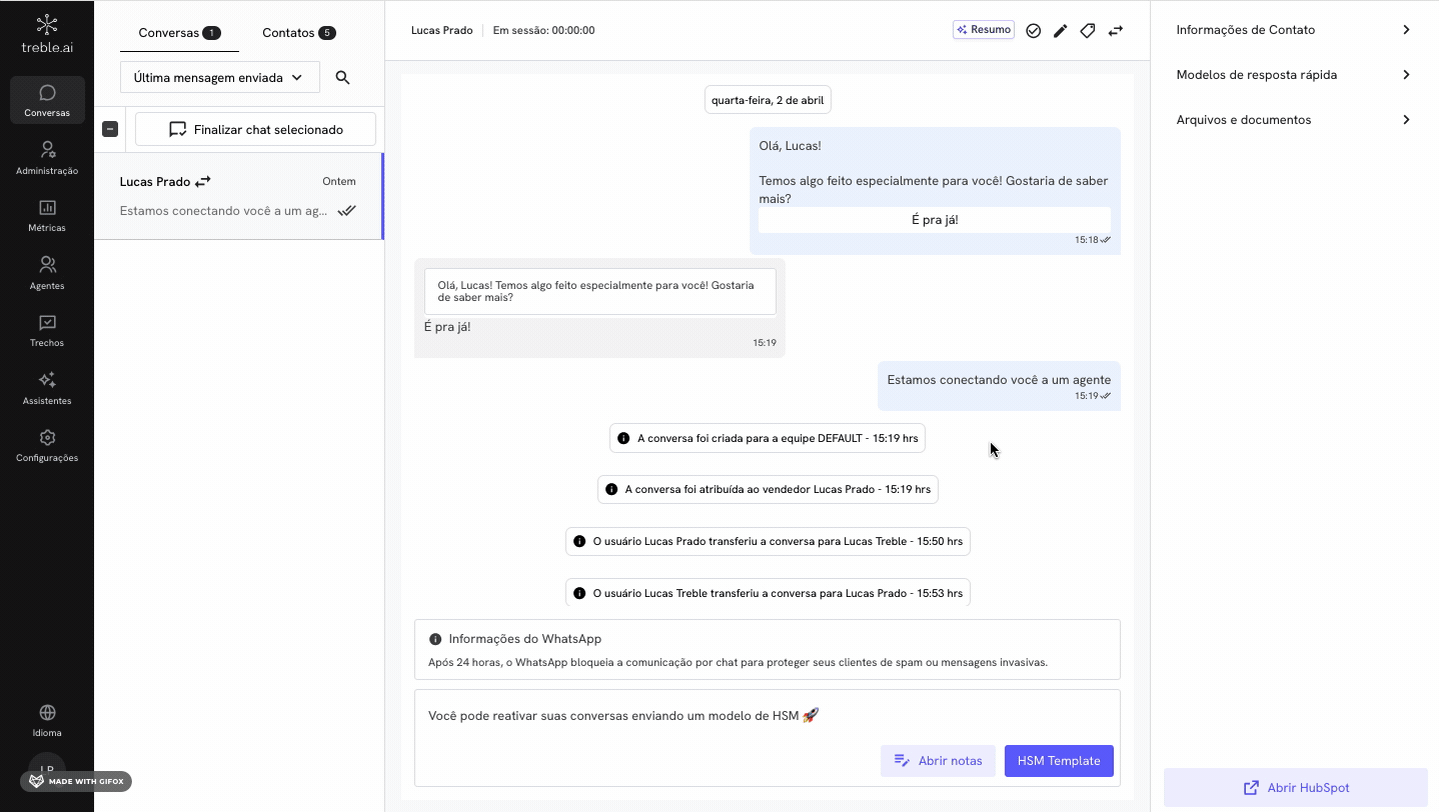 treble.ai
Conversas
Administração
Métricas
Agentes
Trechos
Assistentes
Configurações
Idioma
MADE WITH GIFOX
Conversas 1
Contatos 5
Última mensagem enviada
Finalizar chat selecionado
Lucas Prado
Ontem
Estamos conectando você a um ag...
Lucas Prado
Em sessão: 00:00:00
Resumo
quarta-feira, 2 de abril
Olá, Lucas!
Temos algo feito especialmente para você! Gostaria de saber
mais?
É pra já!
15:18
Olá, Lucas! Temos algo feito especialmente para você! Gostaria
de saber mais?
É pra já!
15:19
Estamos conectando você a um agente
15:19
A conversa foi criada para a equipe DEFAULT - 15:19 hrs
A conversa foi atribuída ao vendedor Lucas Prado - 15:19 hrs
O usuário Lucas Prado transferiu a conversa para Lucas Treble - 15:50 hrs
O usuário Lucas Treble transferiu a conversa para Lucas Prado - 15:53 hrs
Informações do WhatsApp
Após 24 horas, o WhatsApp bloqueia a comunicação por chat para proteger seus clientes de spam ou mensagens invasivas.
Você pode reativar suas conversas enviando um modelo de HSM 🚀
Abrir notas
HSM Template
Informações de Contato
Modelos de resposta rápida
Arquivos e documentos
Abrir HubSpot